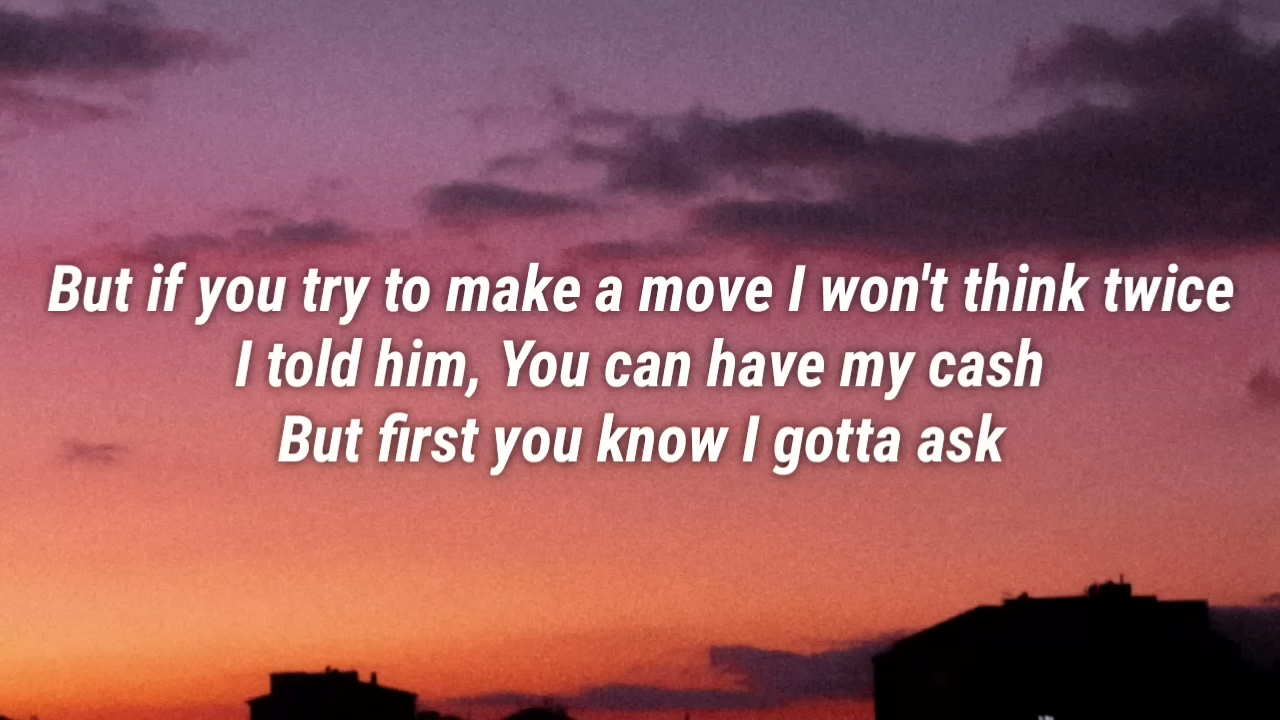 But if you try to make a move I won't think twice
I told him, You can have my cash
But first you know I gotta ask